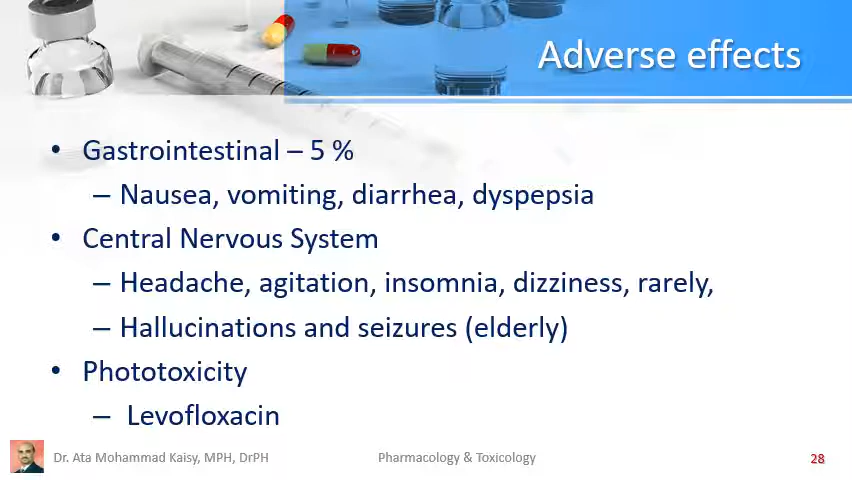 Adverse effects
• Gastrointestinal – 5 %
– Nausea, vomiting, diarrhea, dyspepsia
• Central Nervous System
– Headache, agitation, insomnia, dizziness, rarely,
– Hallucinations and seizures (elderly)
• Phototoxicity
– Levofloxacin
Dr. Ata Mohammad Kaisy, MPH, DrPH
Pharmacology & Toxicology
28